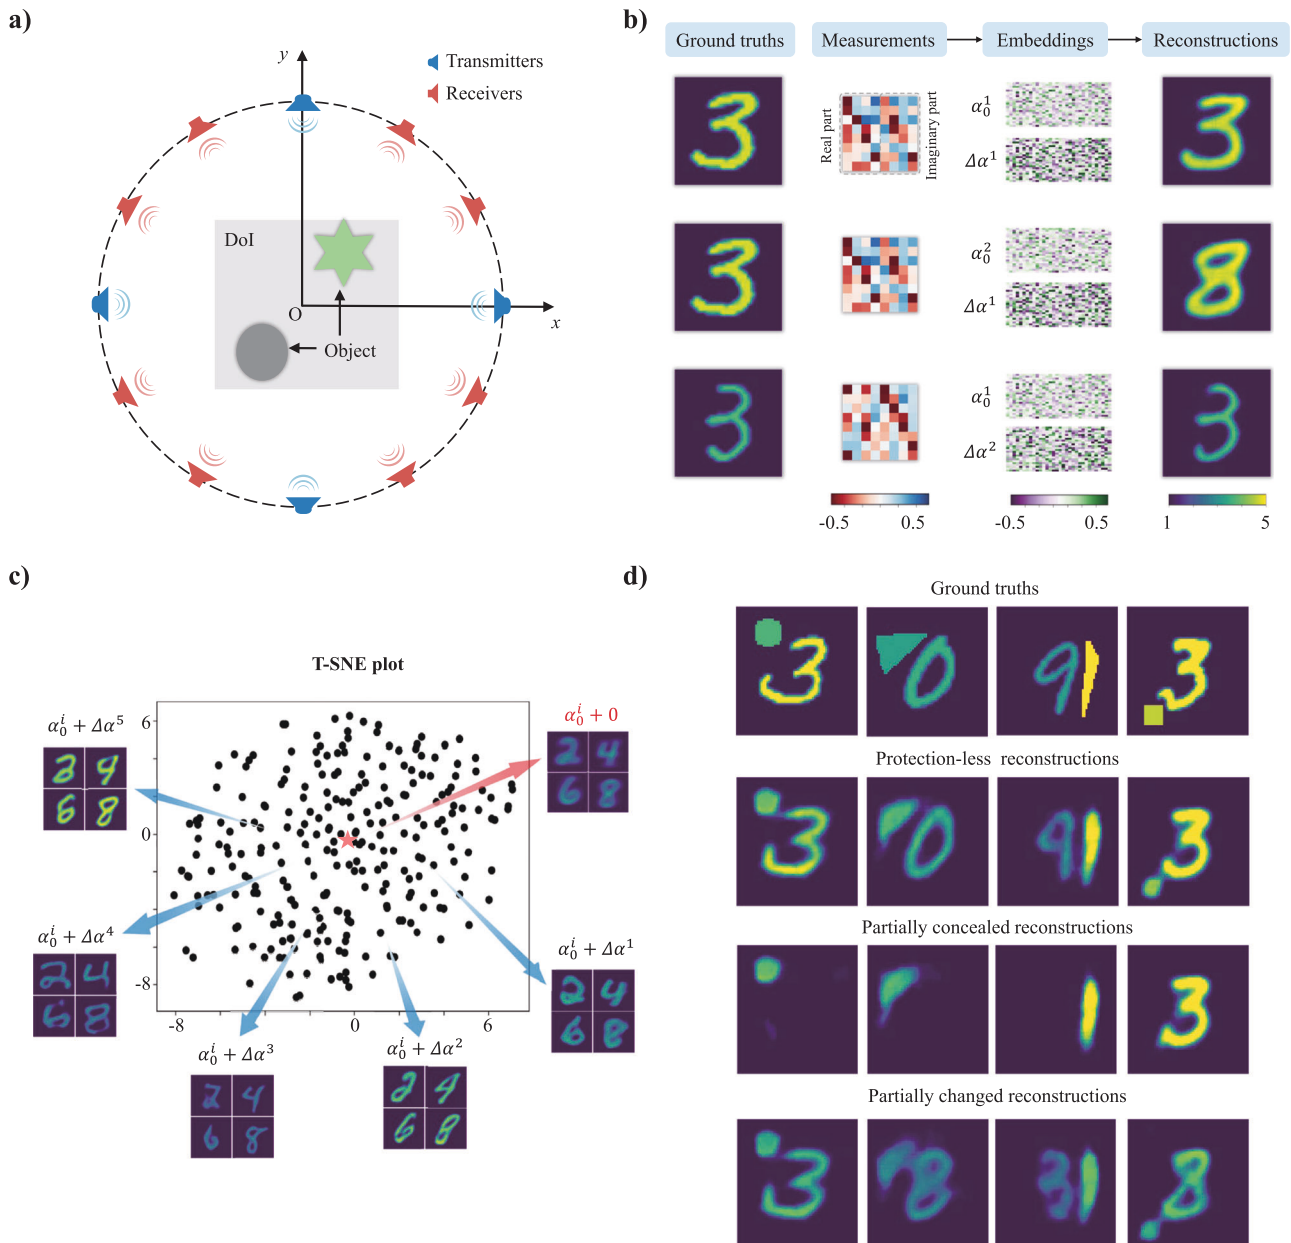 a)
y
Transmitters
Receivers
DoI
O
x
Object
b)
Ground truths
Measurements
Embeddings
Reconstructions
Real part
Imaginary part
α₀¹
Δα¹
α₀²
Δα¹
α₀¹
Δα²
-0.5 0.5
-0.5 0.5
1 5
c)
T-SNE plot
6
0
-8
-8 0 6
α₀ⁱ + Δα⁵
α₀ⁱ + 0
α₀ⁱ + Δα⁴
α₀ⁱ + Δα¹
α₀ⁱ + Δα³
α₀ⁱ + Δα²
d)
Ground truths
Protection-less reconstructions
Partially concealed reconstructions
Partially changed reconstructions